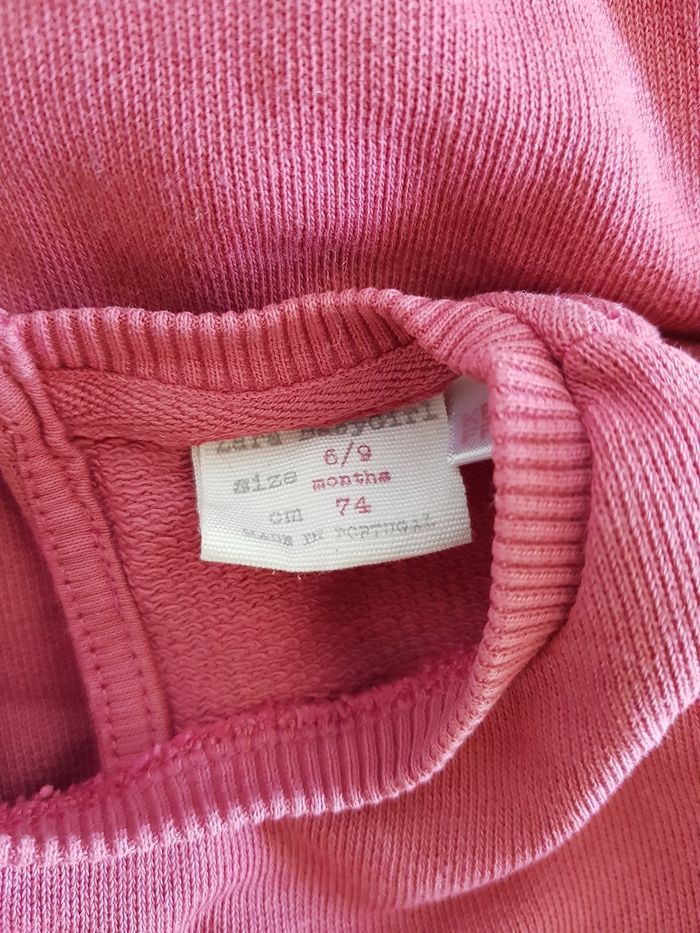 Zara BabyGirl
size 6/9
months
cm 74
MADE IN PORTUGAL